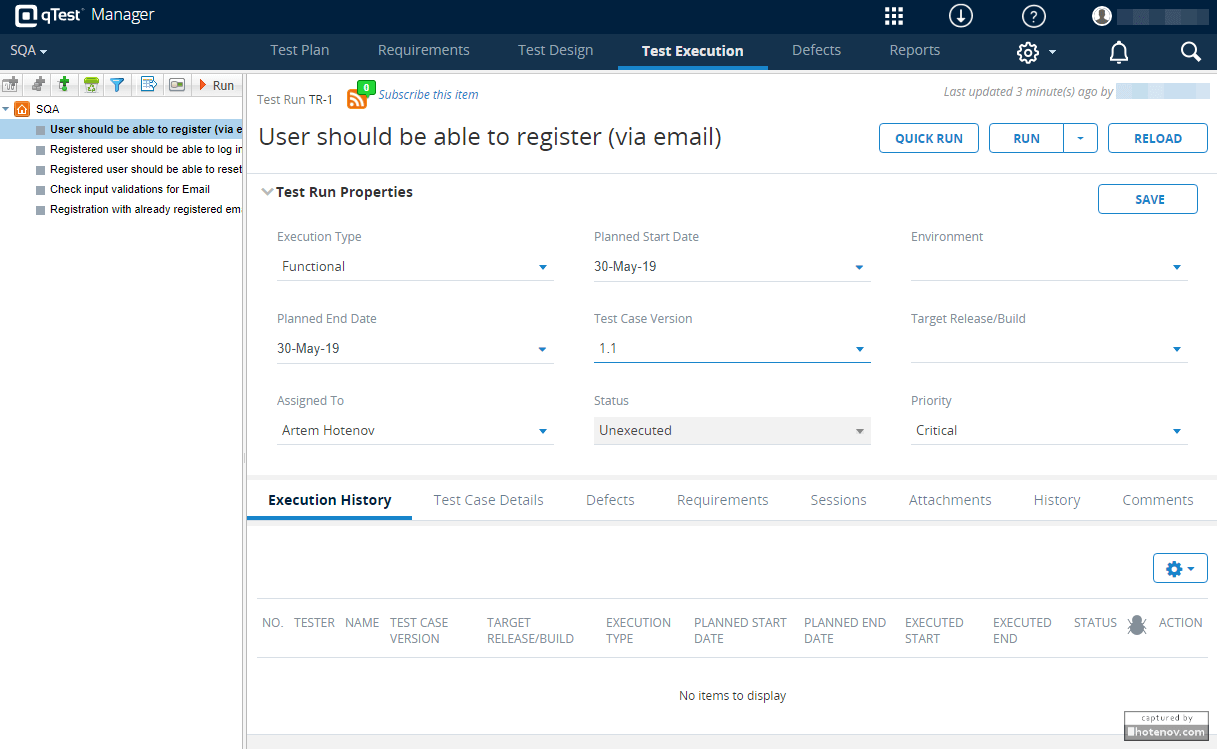 qTest Manager
SQA
Test Plan
Requirements
Test Design
Test Execution
Defects
Reports
Run
SQA
User should be able to register (via e
Registered user should be able to log in
Registered user should be able to reset
Check input validations for Email
Registration with already registered em
Test Run TR-1
0
Subscribe this item
Last updated 3 minute(s) ago by
User should be able to register (via email)
QUICK RUN
RUN
RELOAD
Test Run Properties
SAVE
Execution Type
Planned Start Date
Environment
Functional
30-May-19
Planned End Date
Test Case Version
Target Release/Build
30-May-19
1.1
Assigned To
Status
Priority
Artem Hotenov
Unexecuted
Critical
Execution History
Test Case Details
Defects
Requirements
Sessions
Attachments
History
Comments
NO.
TESTER
NAME
TEST CASE
VERSION
TARGET
RELEASE/BUILD
EXECUTION
TYPE
PLANNED START
DATE
PLANNED END
DATE
EXECUTED
START
EXECUTED
END
STATUS
ACTION
No items to display
captured by
hotenov.com